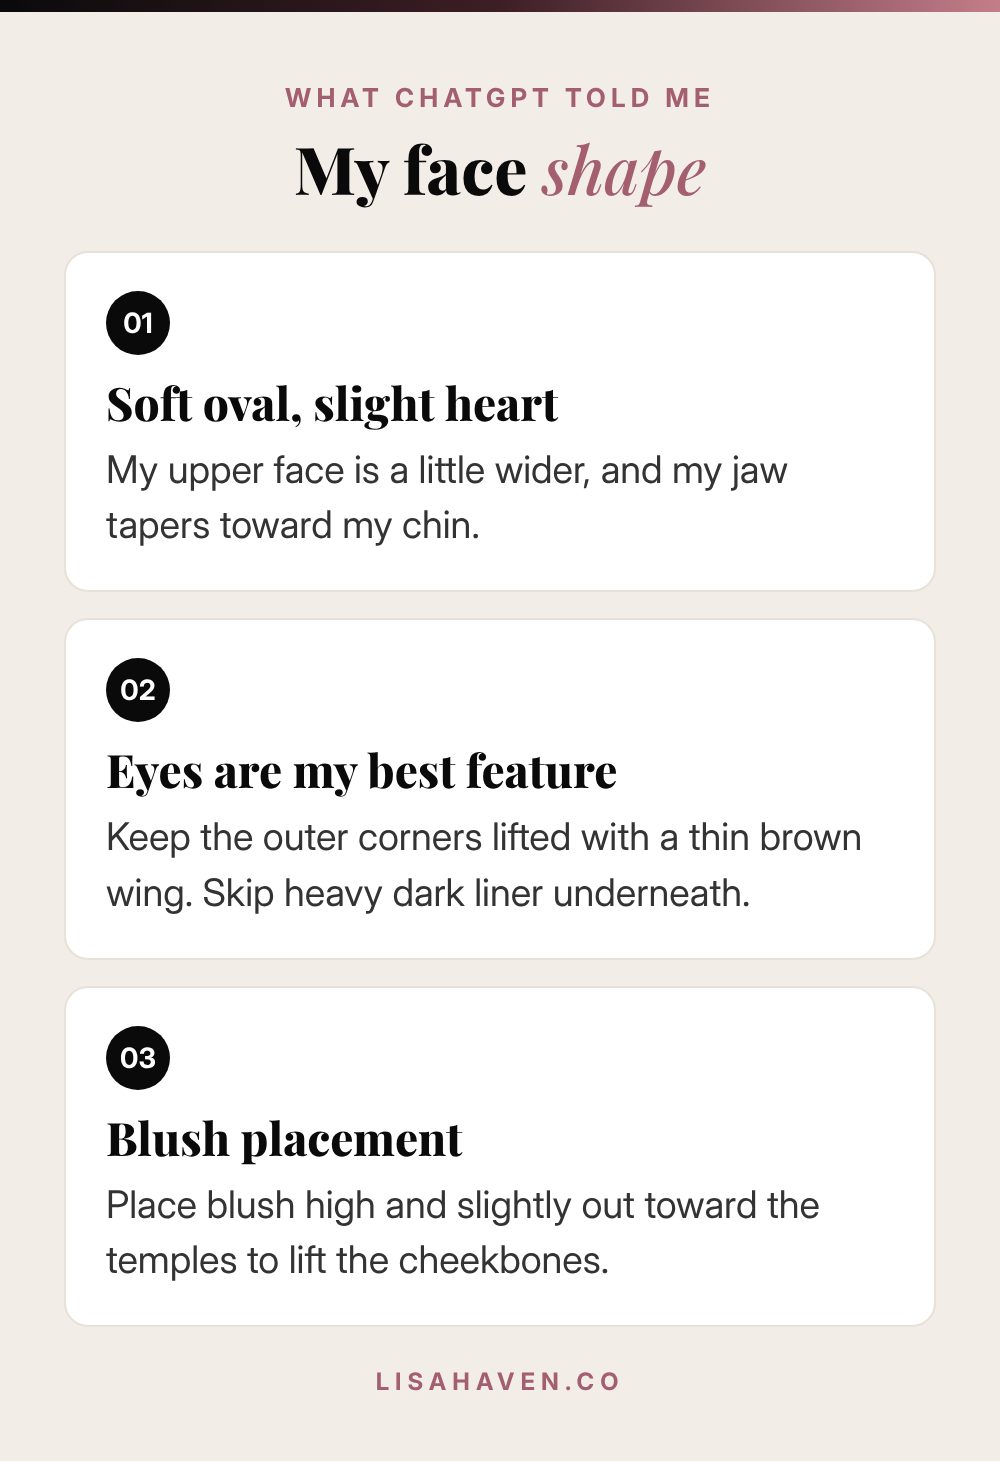 WHAT CHATGPT TOLD ME
My face shape
01
Soft oval, slight heart
My upper face is a little wider, and my jaw
tapers toward my chin.
02
Eyes are my best feature
Keep the outer corners lifted with a thin brown
wing. Skip heavy dark liner underneath.
03
Blush placement
Place blush high and slightly out toward the
temples to lift the cheekbones.
LISAHAVEN.CO